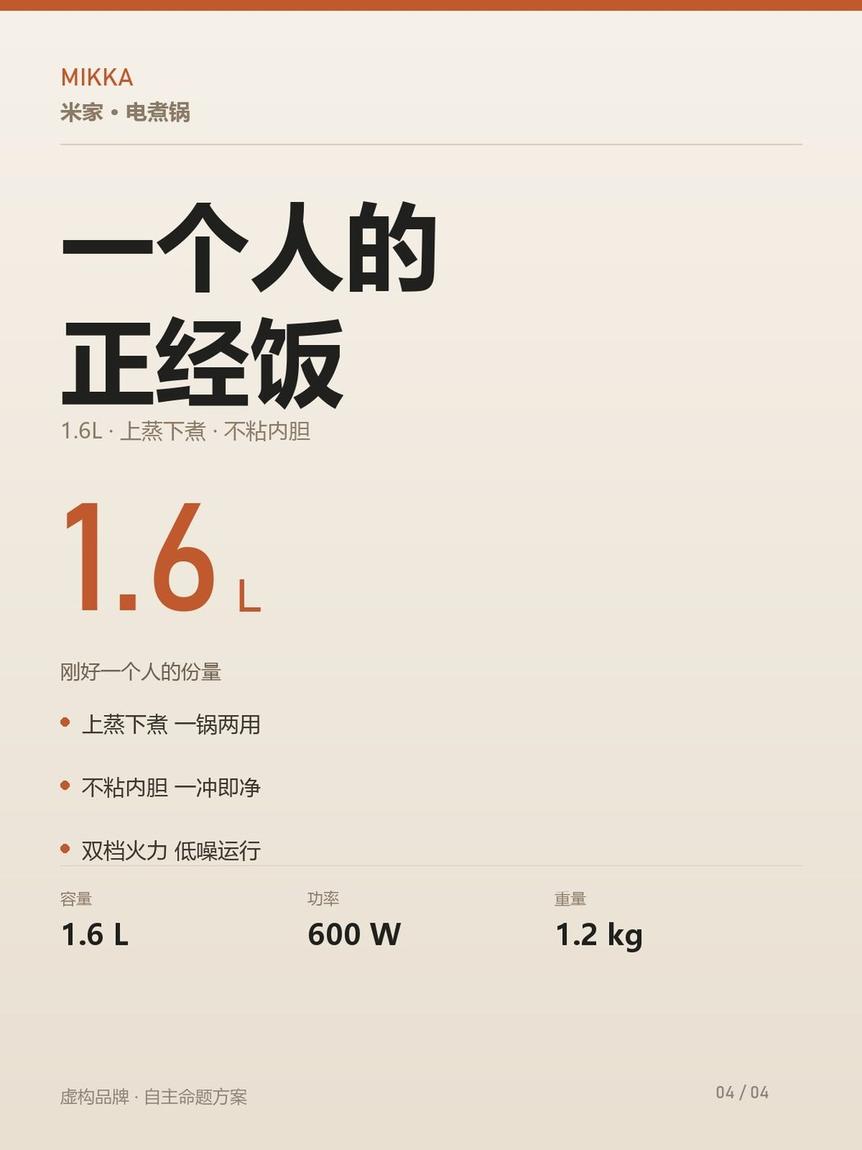 MIKKA
米家·电煮锅
一个人的
正经饭
1.6L · 上蒸下煮 · 不粘内胆
1.6 L
刚好一个人的份量
上蒸下煮 一锅两用
不粘内胆 一冲即净
双档火力 低噪运行
容量 功率 重量
1.6 L 600 W 1.2 kg
虚构品牌 · 自主命题方案 04 / 04